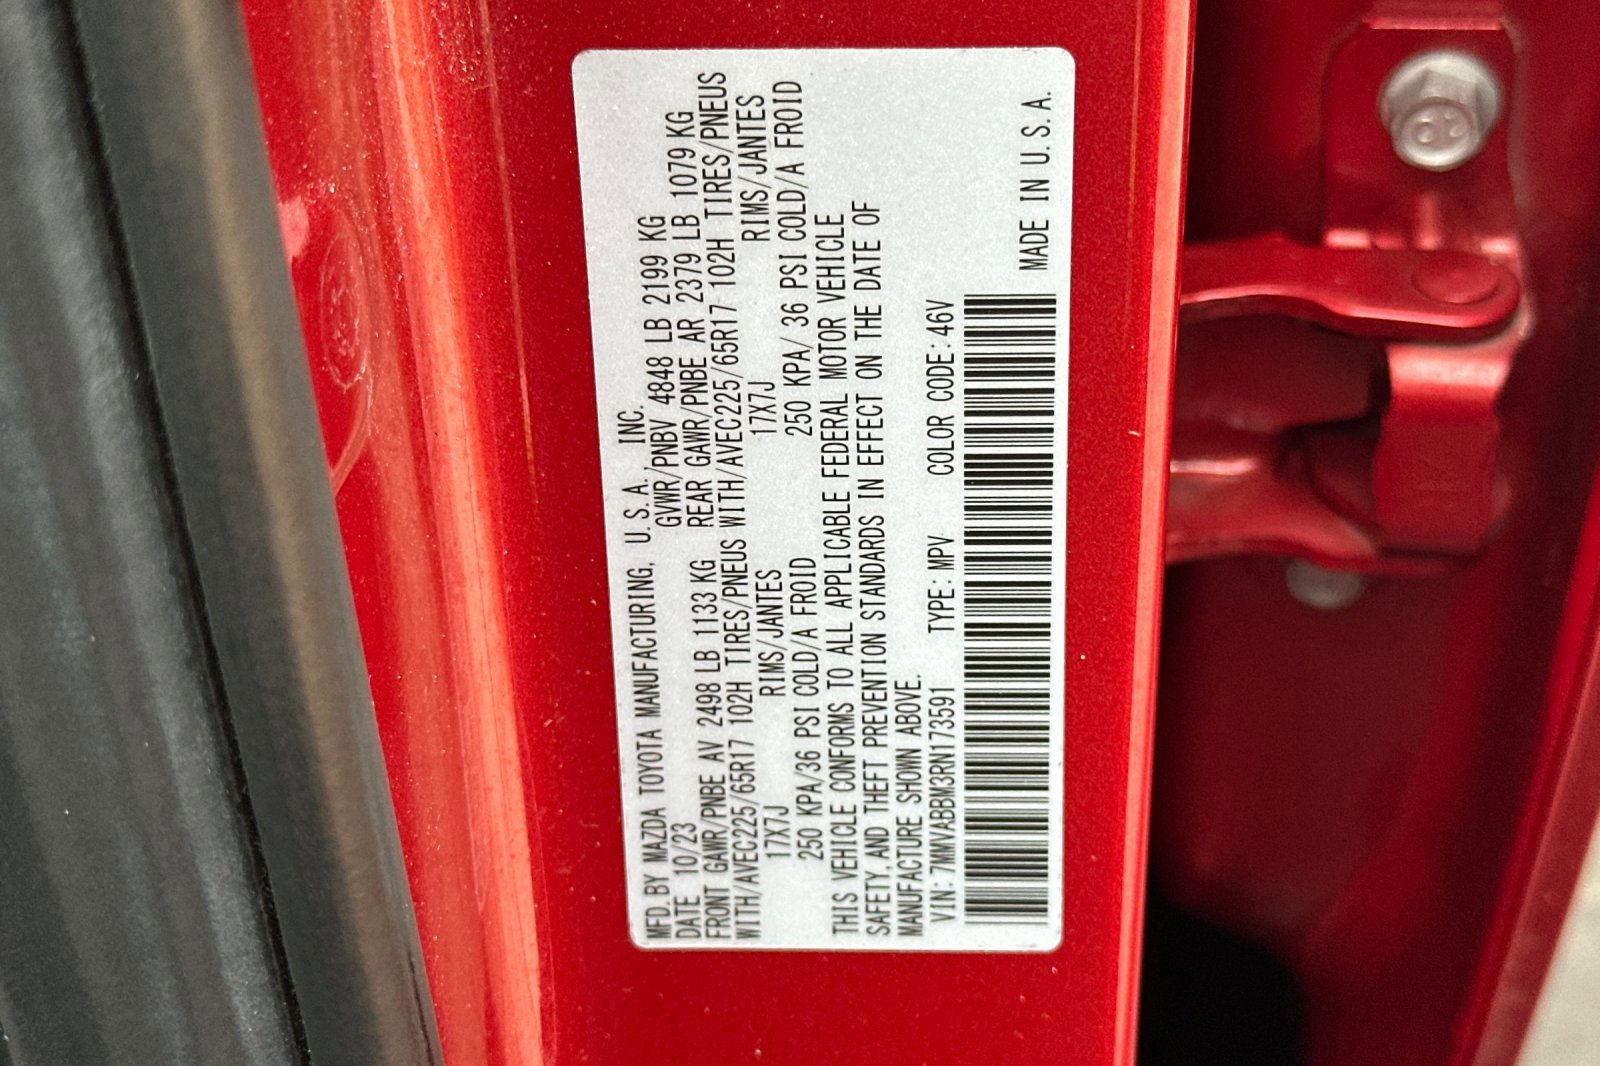 MFD. BY MAZDA TOYOTA MANUFACTURING, U.S.A., INC.
DATE 10/23 GVWR/PNBV 4848 LB 2199 KG
FRONT GAWR/PNBE AV 2498 LB 1133 KG REAR GAWR/PNBE AR 2379 LB 1079 KG
WITH/AVEC225/65R17 102H TIRES/PNEUS WITH/AVEC225/65R17 102H TIRES/PNEUS
17X7J RIMS/JANTES 17X7J RIMS/JANTES
250 KPA/36 PSI COLD/A FROID 250 KPA/ 36 PSI COLD/A FROID
THIS VEHICLE CONFORMS TO ALL APPLICABLE FEDERAL MOTOR VEHICLE
SAFETY, AND THEFT PREVENTION STANDARDS IN EFFECT ON THE DATE OF
MANUFACTURE SHOWN ABOVE.
VIN: 7MMVABBM3RN173591 TYPE: MPV COLOR CODE: 46V
MADE IN U.S.A.